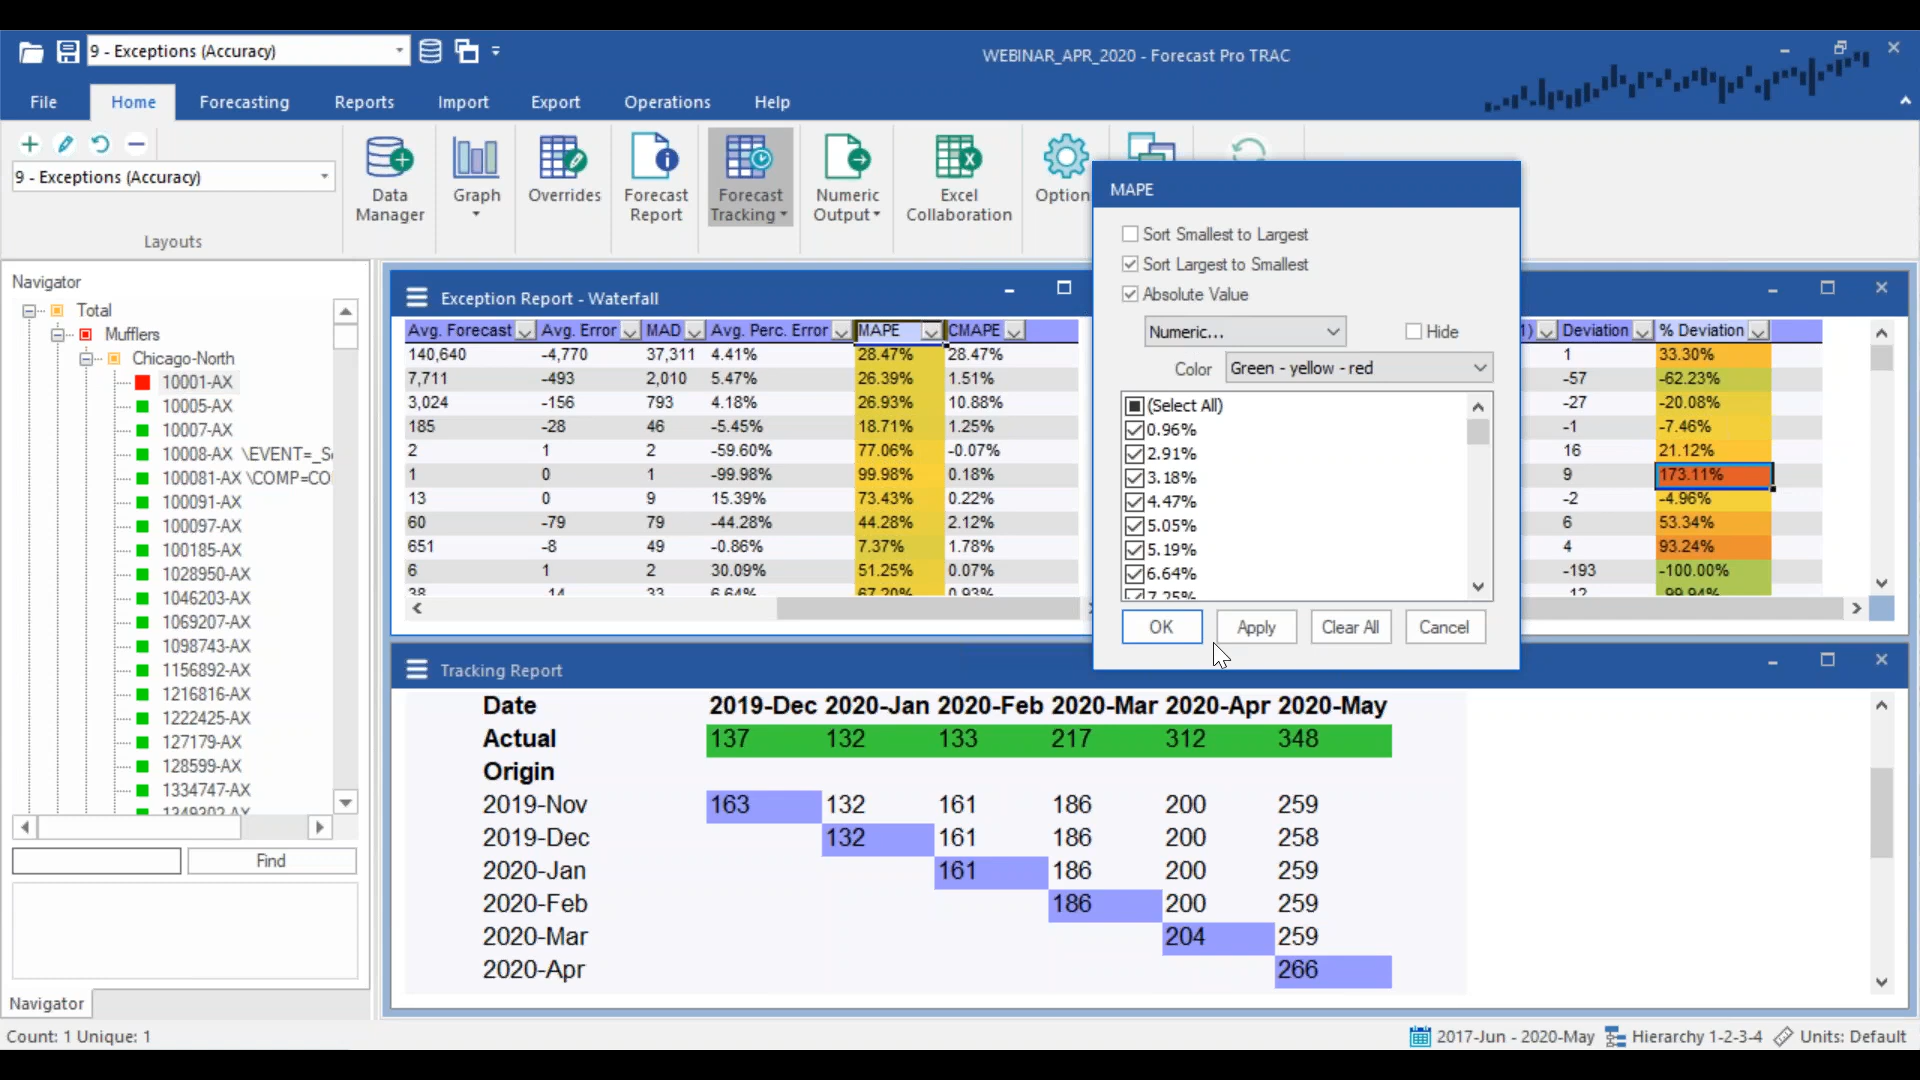 9 - Exceptions (Accuracy)
WEBINAR_APR_2020 - Forecast Pro TRAC
File Home Forecasting Reports Import Export Operations Help
9 - Exceptions (Accuracy)
Layouts
Data Manager
Graph
Overrides
Forecast Report
Forecast Tracking
Numeric Output
Excel Collaboration
Option
Navigator
Total
Mufflers
Chicago-North
10001-AX
10005-AX
10007-AX
10008-AX \EVENT=_S
100081-AX \COMP=CO
100091-AX
100097-AX
100185-AX
1028950-AX
1046203-AX
1069207-AX
1098743-AX
1156892-AX
1216816-AX
1222425-AX
127179-AX
128599-AX
1334747-AX
1349302-AX
Find
Navigator
Exception Report - Waterfall
Avg. Forecast Avg. Error MAD Avg. Perc. Error MAPE CMAPE
140,640 -4,770 37,311 4.41% 28.47% 28.47%
7,711 -493 2,010 5.47% 26.39% 1.51%
3,024 -156 793 4.18% 26.93% 10.88%
185 -28 46 -5.45% 18.71% 1.25%
2 1 2 -59.60% 77.06% -0.07%
1 0 1 -99.98% 99.98% 0.18%
13 0 9 15.39% 73.43% 0.22%
60 -79 79 -44.28% 44.28% 2.12%
651 -8 49 -0.86% 7.37% 1.78%
6 1 2 30.09% 51.25% 0.07%
38 14 33 6.64% 67.20% 0.93%
MAPE
Sort Smallest to Largest
Sort Largest to Smallest
Absolute Value
Numeric... Hide
Color Green - yellow - red
(Select All)
0.96%
2.91%
3.18%
4.47%
5.05%
5.19%
6.64%
7.25%
OK Apply Clear All Cancel
1) Deviation % Deviation
1 33.30%
-57 -62.23%
-27 -20.08%
-1 -7.46%
16 21.12%
9 173.11%
-2 -4.96%
6 53.34%
4 93.24%
-193 -100.00%
-12 -99.94%
Tracking Report
Date 2019-Dec 2020-Jan 2020-Feb 2020-Mar 2020-Apr 2020-May
Actual 137 132 133 217 312 348
Origin
2019-Nov 163 132 161 186 200 259
2019-Dec 132 161 186 200 258
2020-Jan 161 186 200 259
2020-Feb 186 200 259
2020-Mar 204 259
2020-Apr 266
Count: 1 Unique: 1
2017-Jun - 2020-May Hierarchy 1-2-3-4 Units: Default